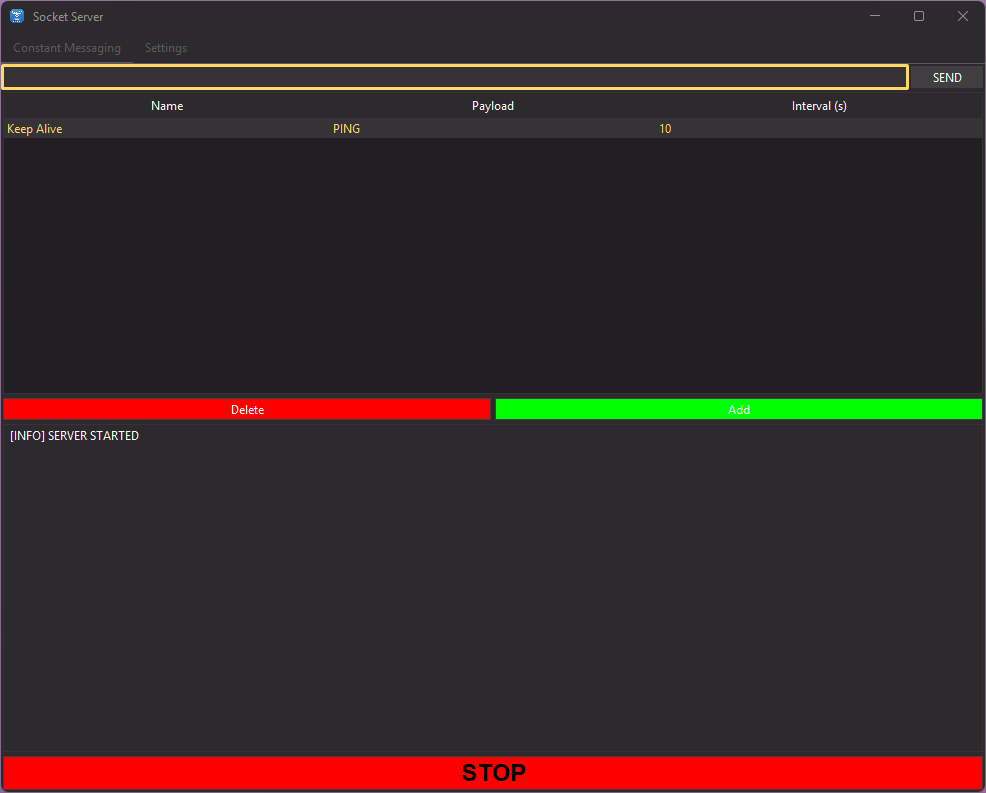 Socket Server
Constant Messaging Settings
SEND
Name Payload Interval (s)
Keep Alive PING 10
Delete Add
[INFO] SERVER STARTED
STOP